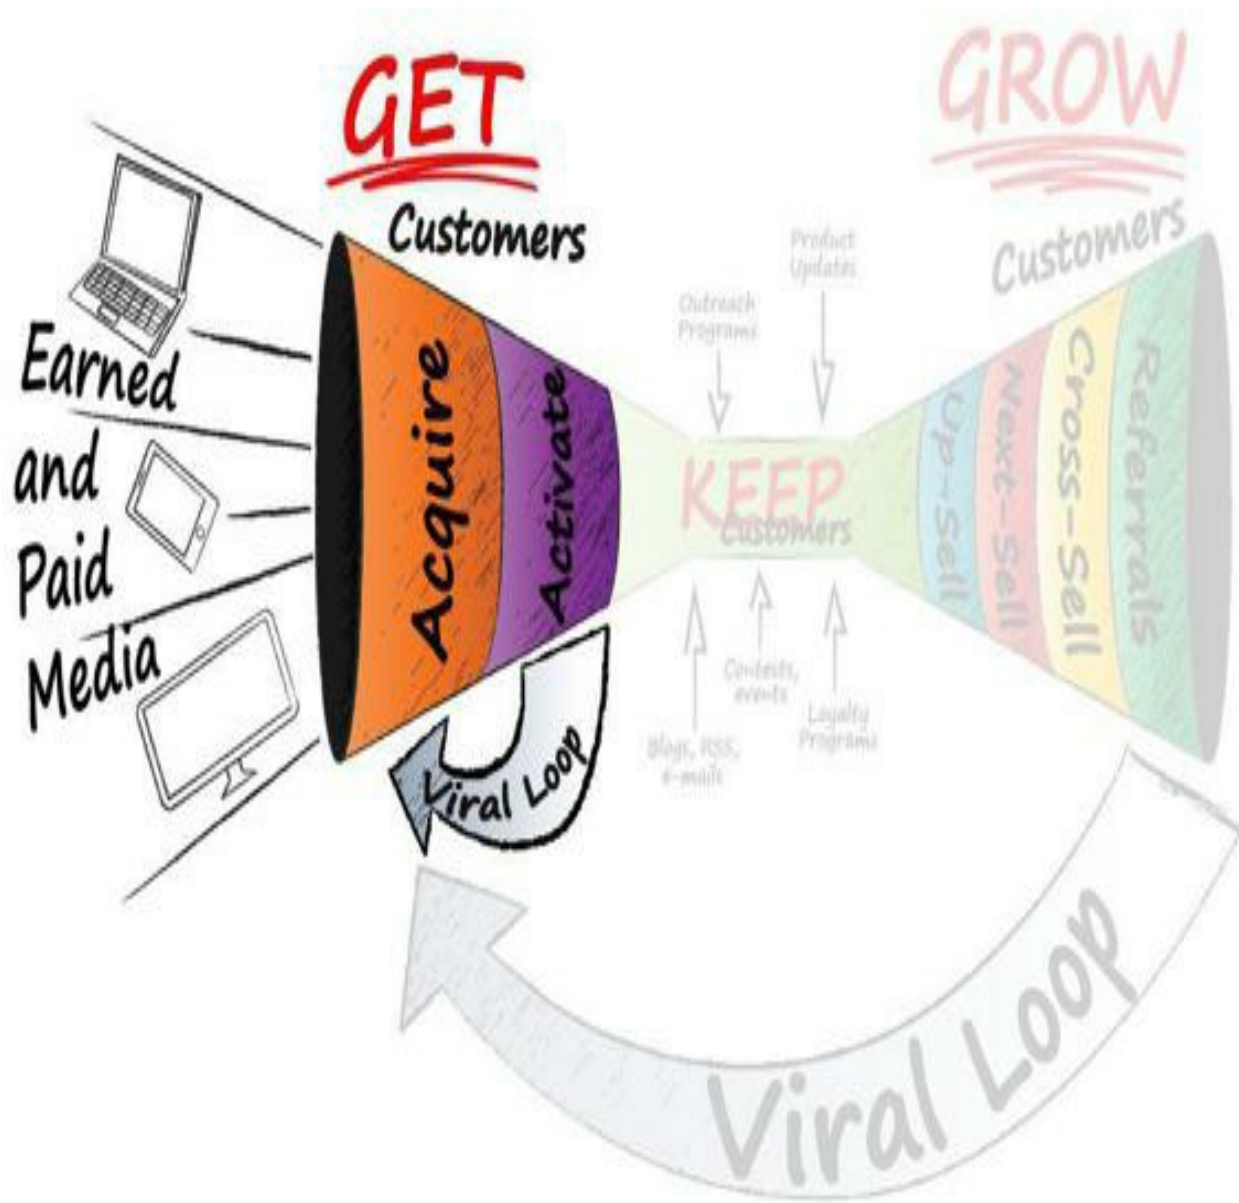 GET
Customers
Earned
and
Paid
Media
Acquire
Activate
Viral Loop
KEEP
Customers
Outreach
Programs
Product
Updates
Blogs, RSS,
e-mails
Contests,
events
Loyalty
Programs
GROW
Customers
Up-Sell
Next-Sell
Cross-Sell
Referrals
Viral Loop